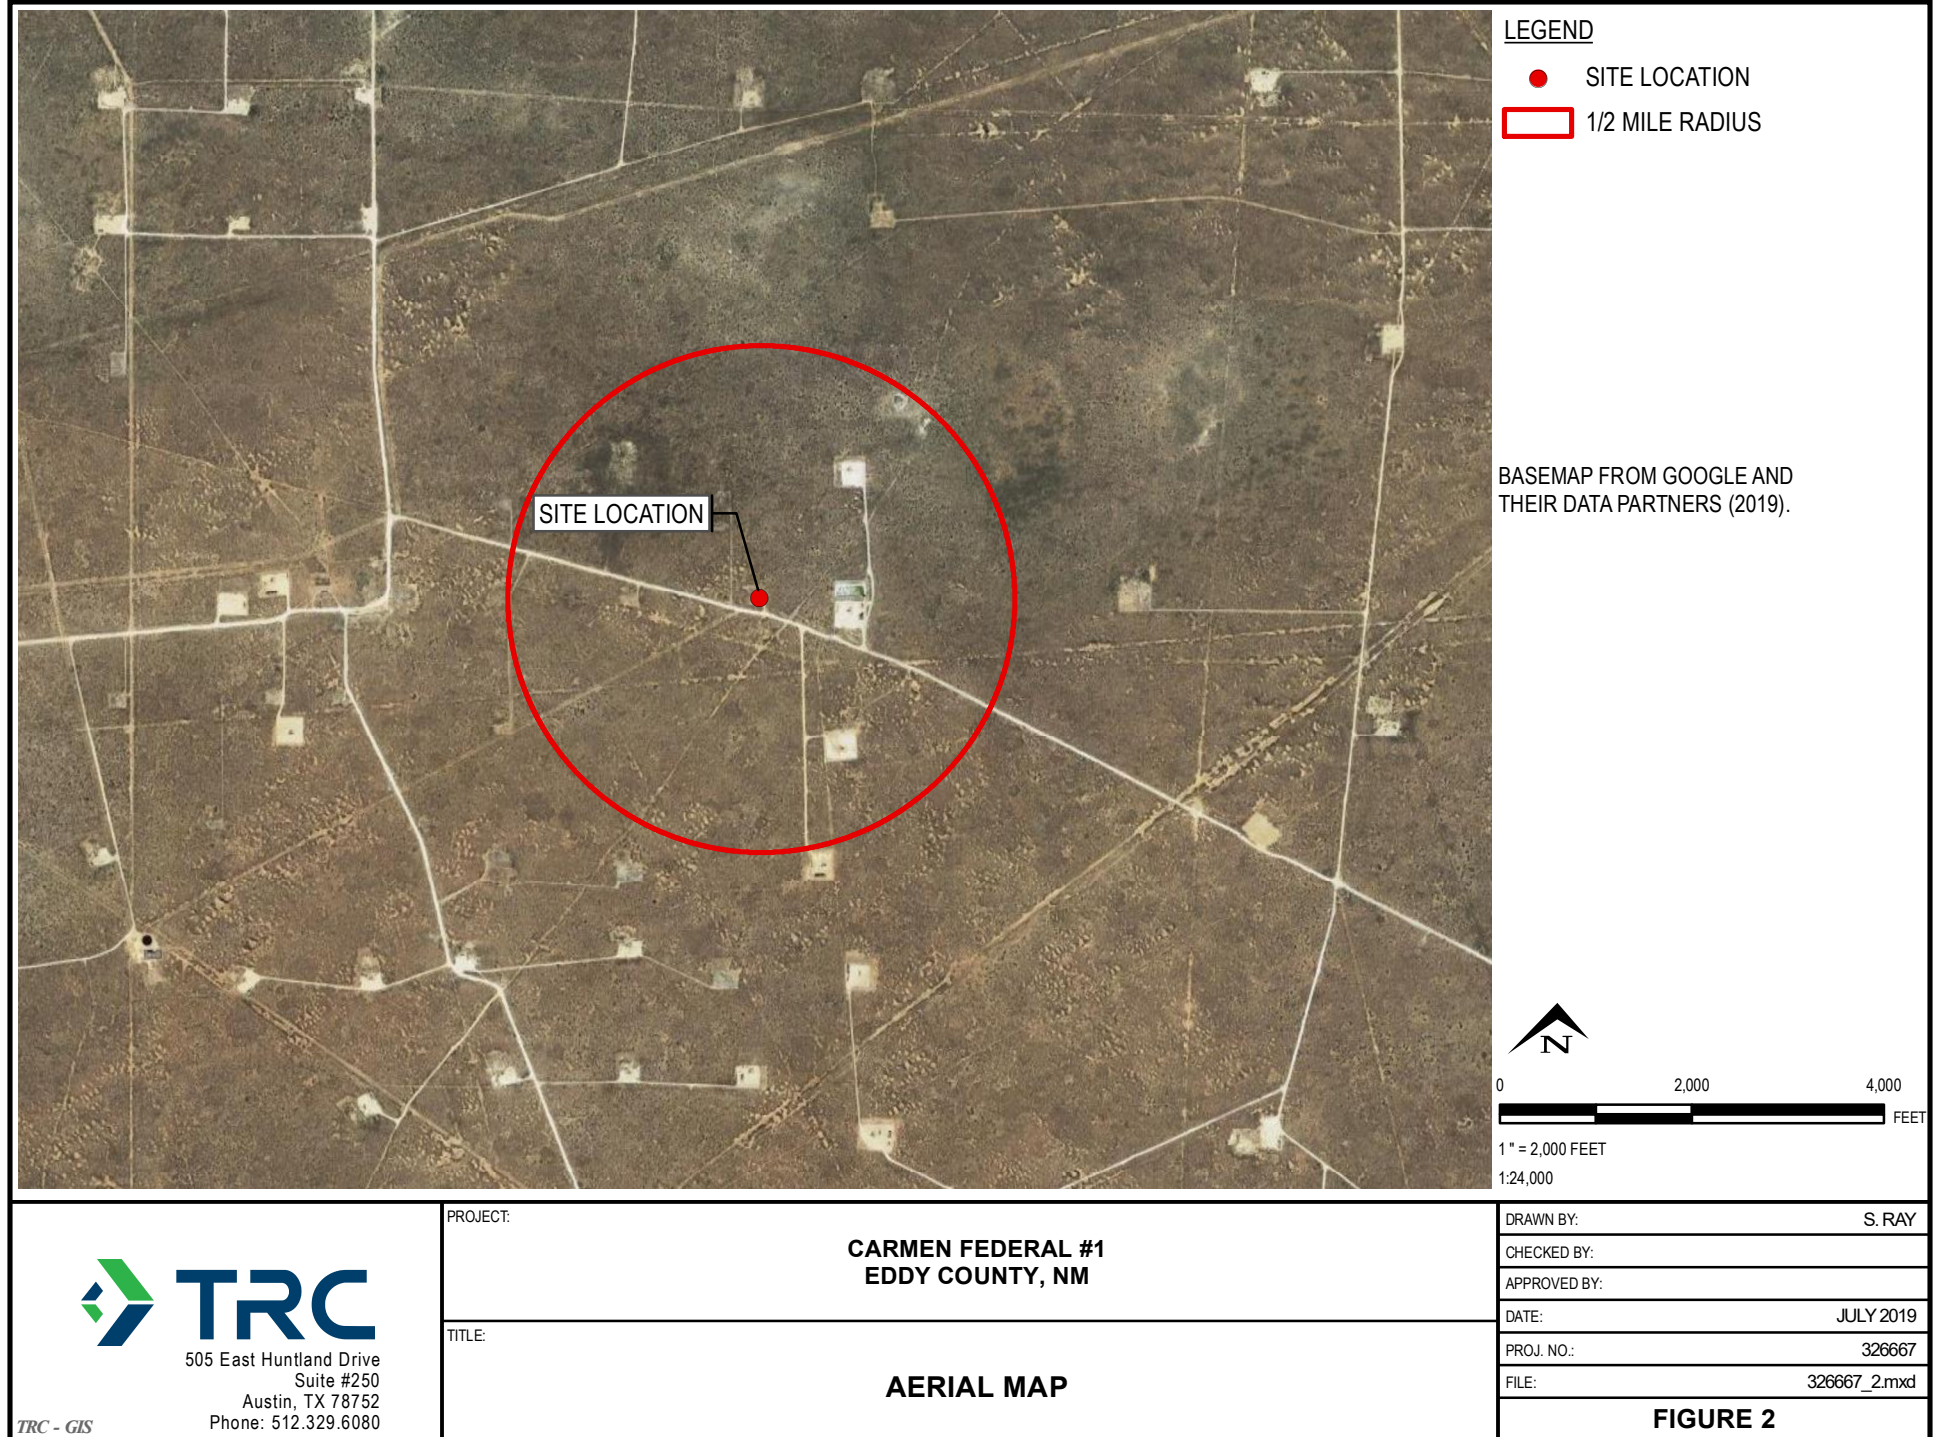 LEGEND
SITE LOCATION
1/2 MILE RADIUS
SITE LOCATION
BASEMAP FROM GOOGLE AND
THEIR DATA PARTNERS (2019).
N
0 2,000 4,000
FEET
1 " = 2,000 FEET
1:24,000
TRC
505 East Huntland Drive
Suite #250
Austin, TX 78752
Phone: 512.329.6080
TRC - GIS
PROJECT:
CARMEN FEDERAL #1
EDDY COUNTY, NM
TITLE:
AERIAL MAP
DRAWN BY: S. RAY
CHECKED BY:
APPROVED BY:
DATE: JULY 2019
PROJ. NO.: 326667
FILE: 326667_2.mxd
FIGURE 2